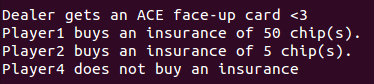 Dealer gets an ACE face-up card <3
Player1 buys an insurance of 50 chip(s).
Player2 buys an insurance of 5 chip(s).
Player4 does not buy an insurance